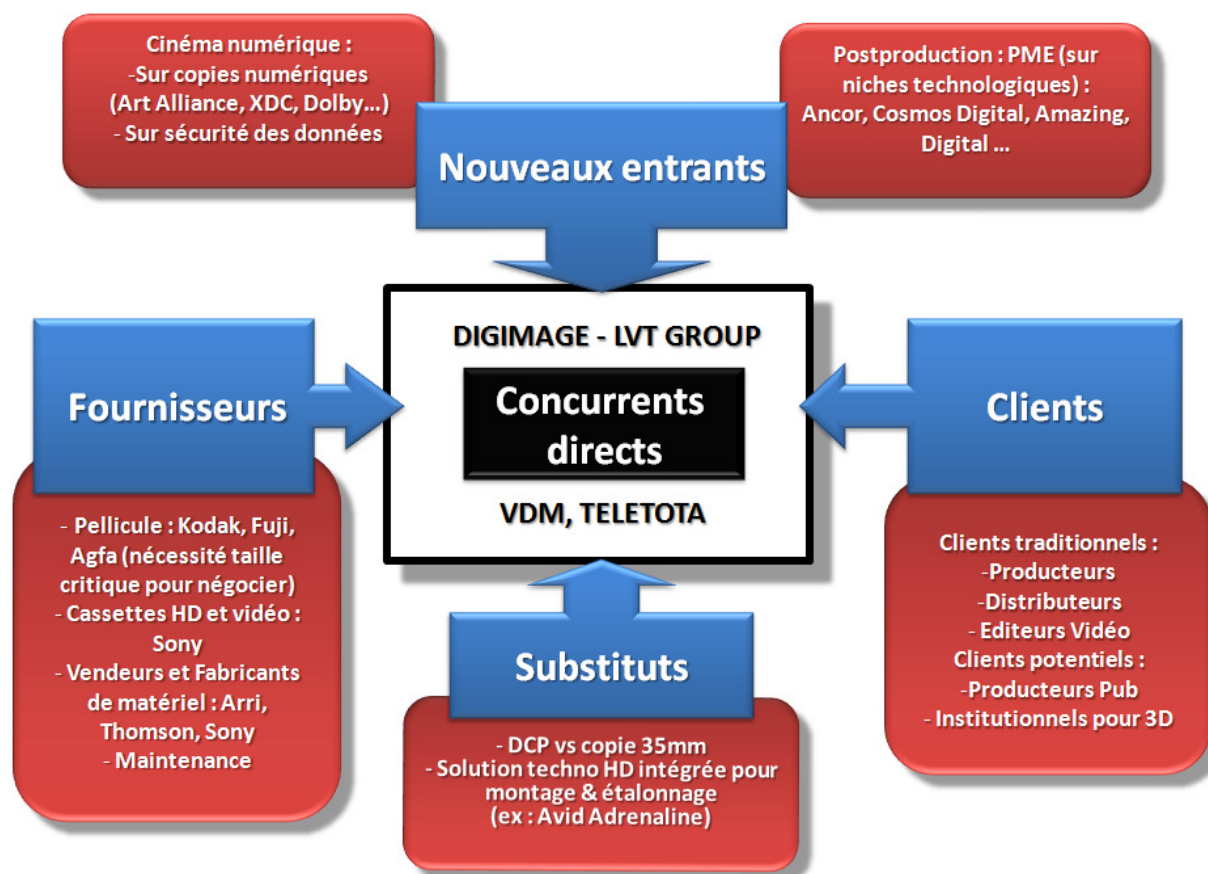 Cinéma numérique :
-Sur copies numériques
(Art Alliance, XDC, Dolby...)
- Sur sécurité des données
Nouveaux entrants
Postproduction : PME (sur
niches technologiques) :
Ancor, Cosmos Digital, Amazing,
Digital ...
DIGIMAGE - LVT GROUP
Concurrents
directs
VDM, TELETOTA
Fournisseurs
- Pellicule : Kodak, Fuji,
Agfa (nécessité taille
critique pour négocier)
- Cassettes HD et vidéo :
Sony
- Vendeurs et Fabricants
de matériel : Arri,
Thomson, Sony
- Maintenance
Clients
Clients traditionnels :
-Producteurs
-Distributeurs
- Editeurs Vidéo
Clients potentiels :
-Producteurs Pub
- Institutionnels pour 3D
Substituts
- DCP vs copie 35mm
- Solution techno HD intégrée pour
montage & étalonnage
(ex : Avid Adrenaline)